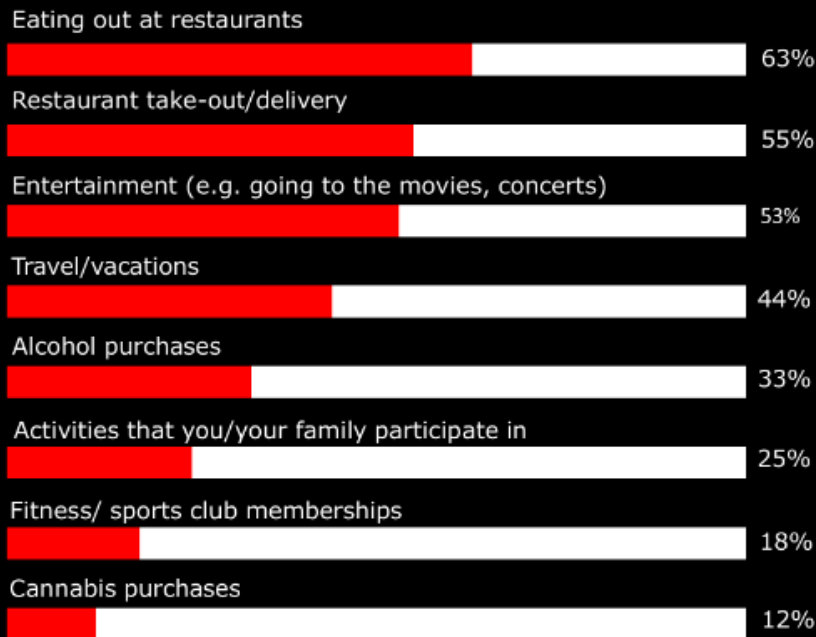 Eating out at restaurants
63%
Restaurant take-out/delivery
55%
Entertainment (e.g. going to the movies, concerts)
53%
Travel/vacations
44%
Alcohol purchases
33%
Activities that you/your family participate in
25%
Fitness/ sports club memberships
18%
Cannabis purchases
12%